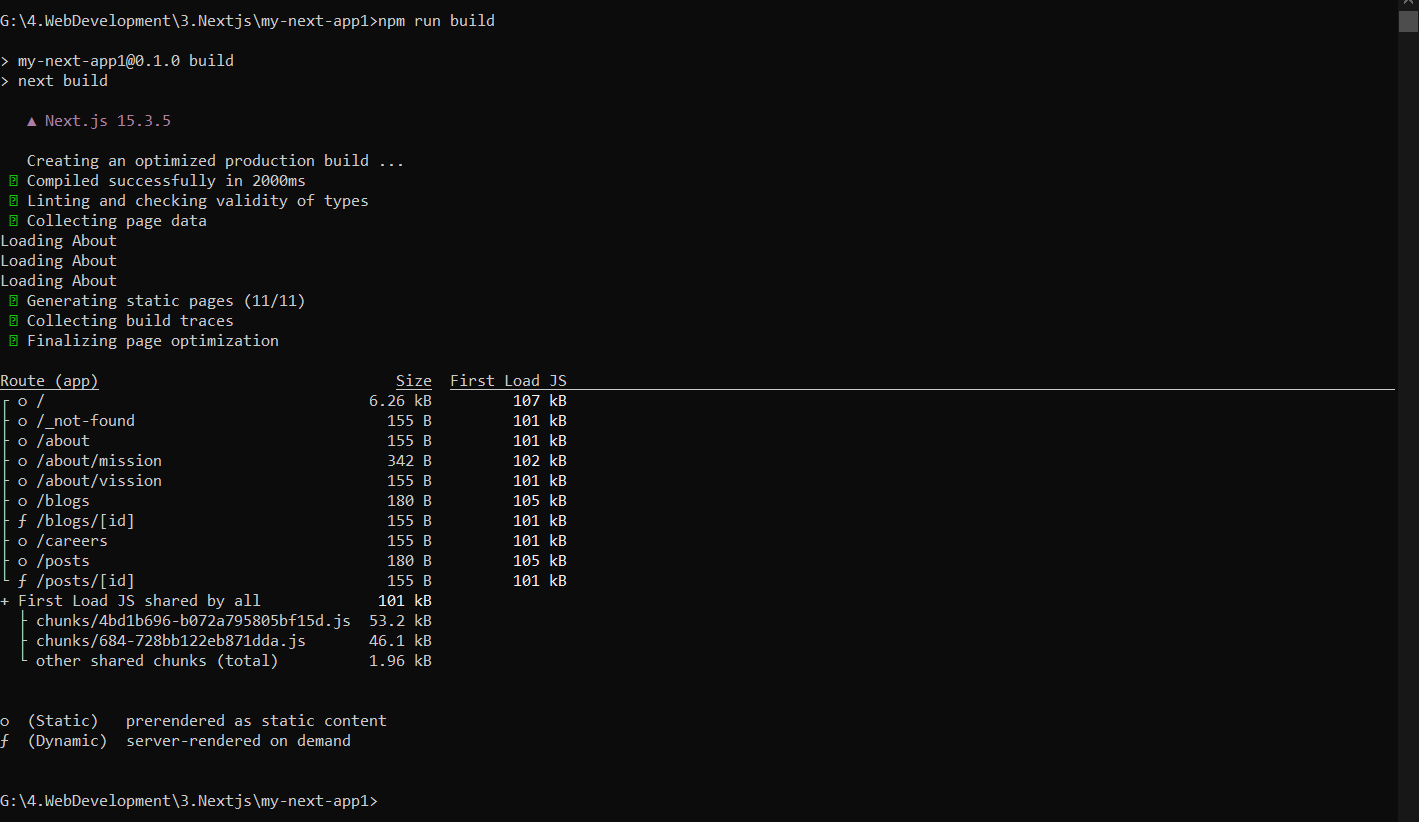 G:\4.WebDevelopment\3.Nextjs\my-next-app1>npm run build
> my-next-app1@0.1.0 build
> next build
▲ Next.js 15.3.5
Creating an optimized production build ...
Compiled successfully in 2000ms
Linting and checking validity of types
Collecting page data
Loading About
Loading About
Loading About
Generating static pages (11/11)
Collecting build traces
Finalizing page optimization
Route (app) Size First Load JS
┌ o / 6.26 kB 107 kB
├ o /_not-found 155 B 101 kB
├ o /about 155 B 101 kB
├ o /about/mission 342 B 102 kB
├ o /about/vission 155 B 101 kB
├ o /blogs 180 B 105 kB
├ ƒ /blogs/[id] 155 B 101 kB
├ o /careers 155 B 101 kB
├ o /posts 180 B 105 kB
└ ƒ /posts/[id] 155 B 101 kB
+ First Load JS shared by all 101 kB
├ chunks/4bd1b696-b072a795805bf15d.js 53.2 kB
├ chunks/684-728bb122eb871dda.js 46.1 kB
└ other shared chunks (total) 1.96 kB
o (Static) prerendered as static content
ƒ (Dynamic) server-rendered on demand
G:\4.WebDevelopment\3.Nextjs\my-next-app1>